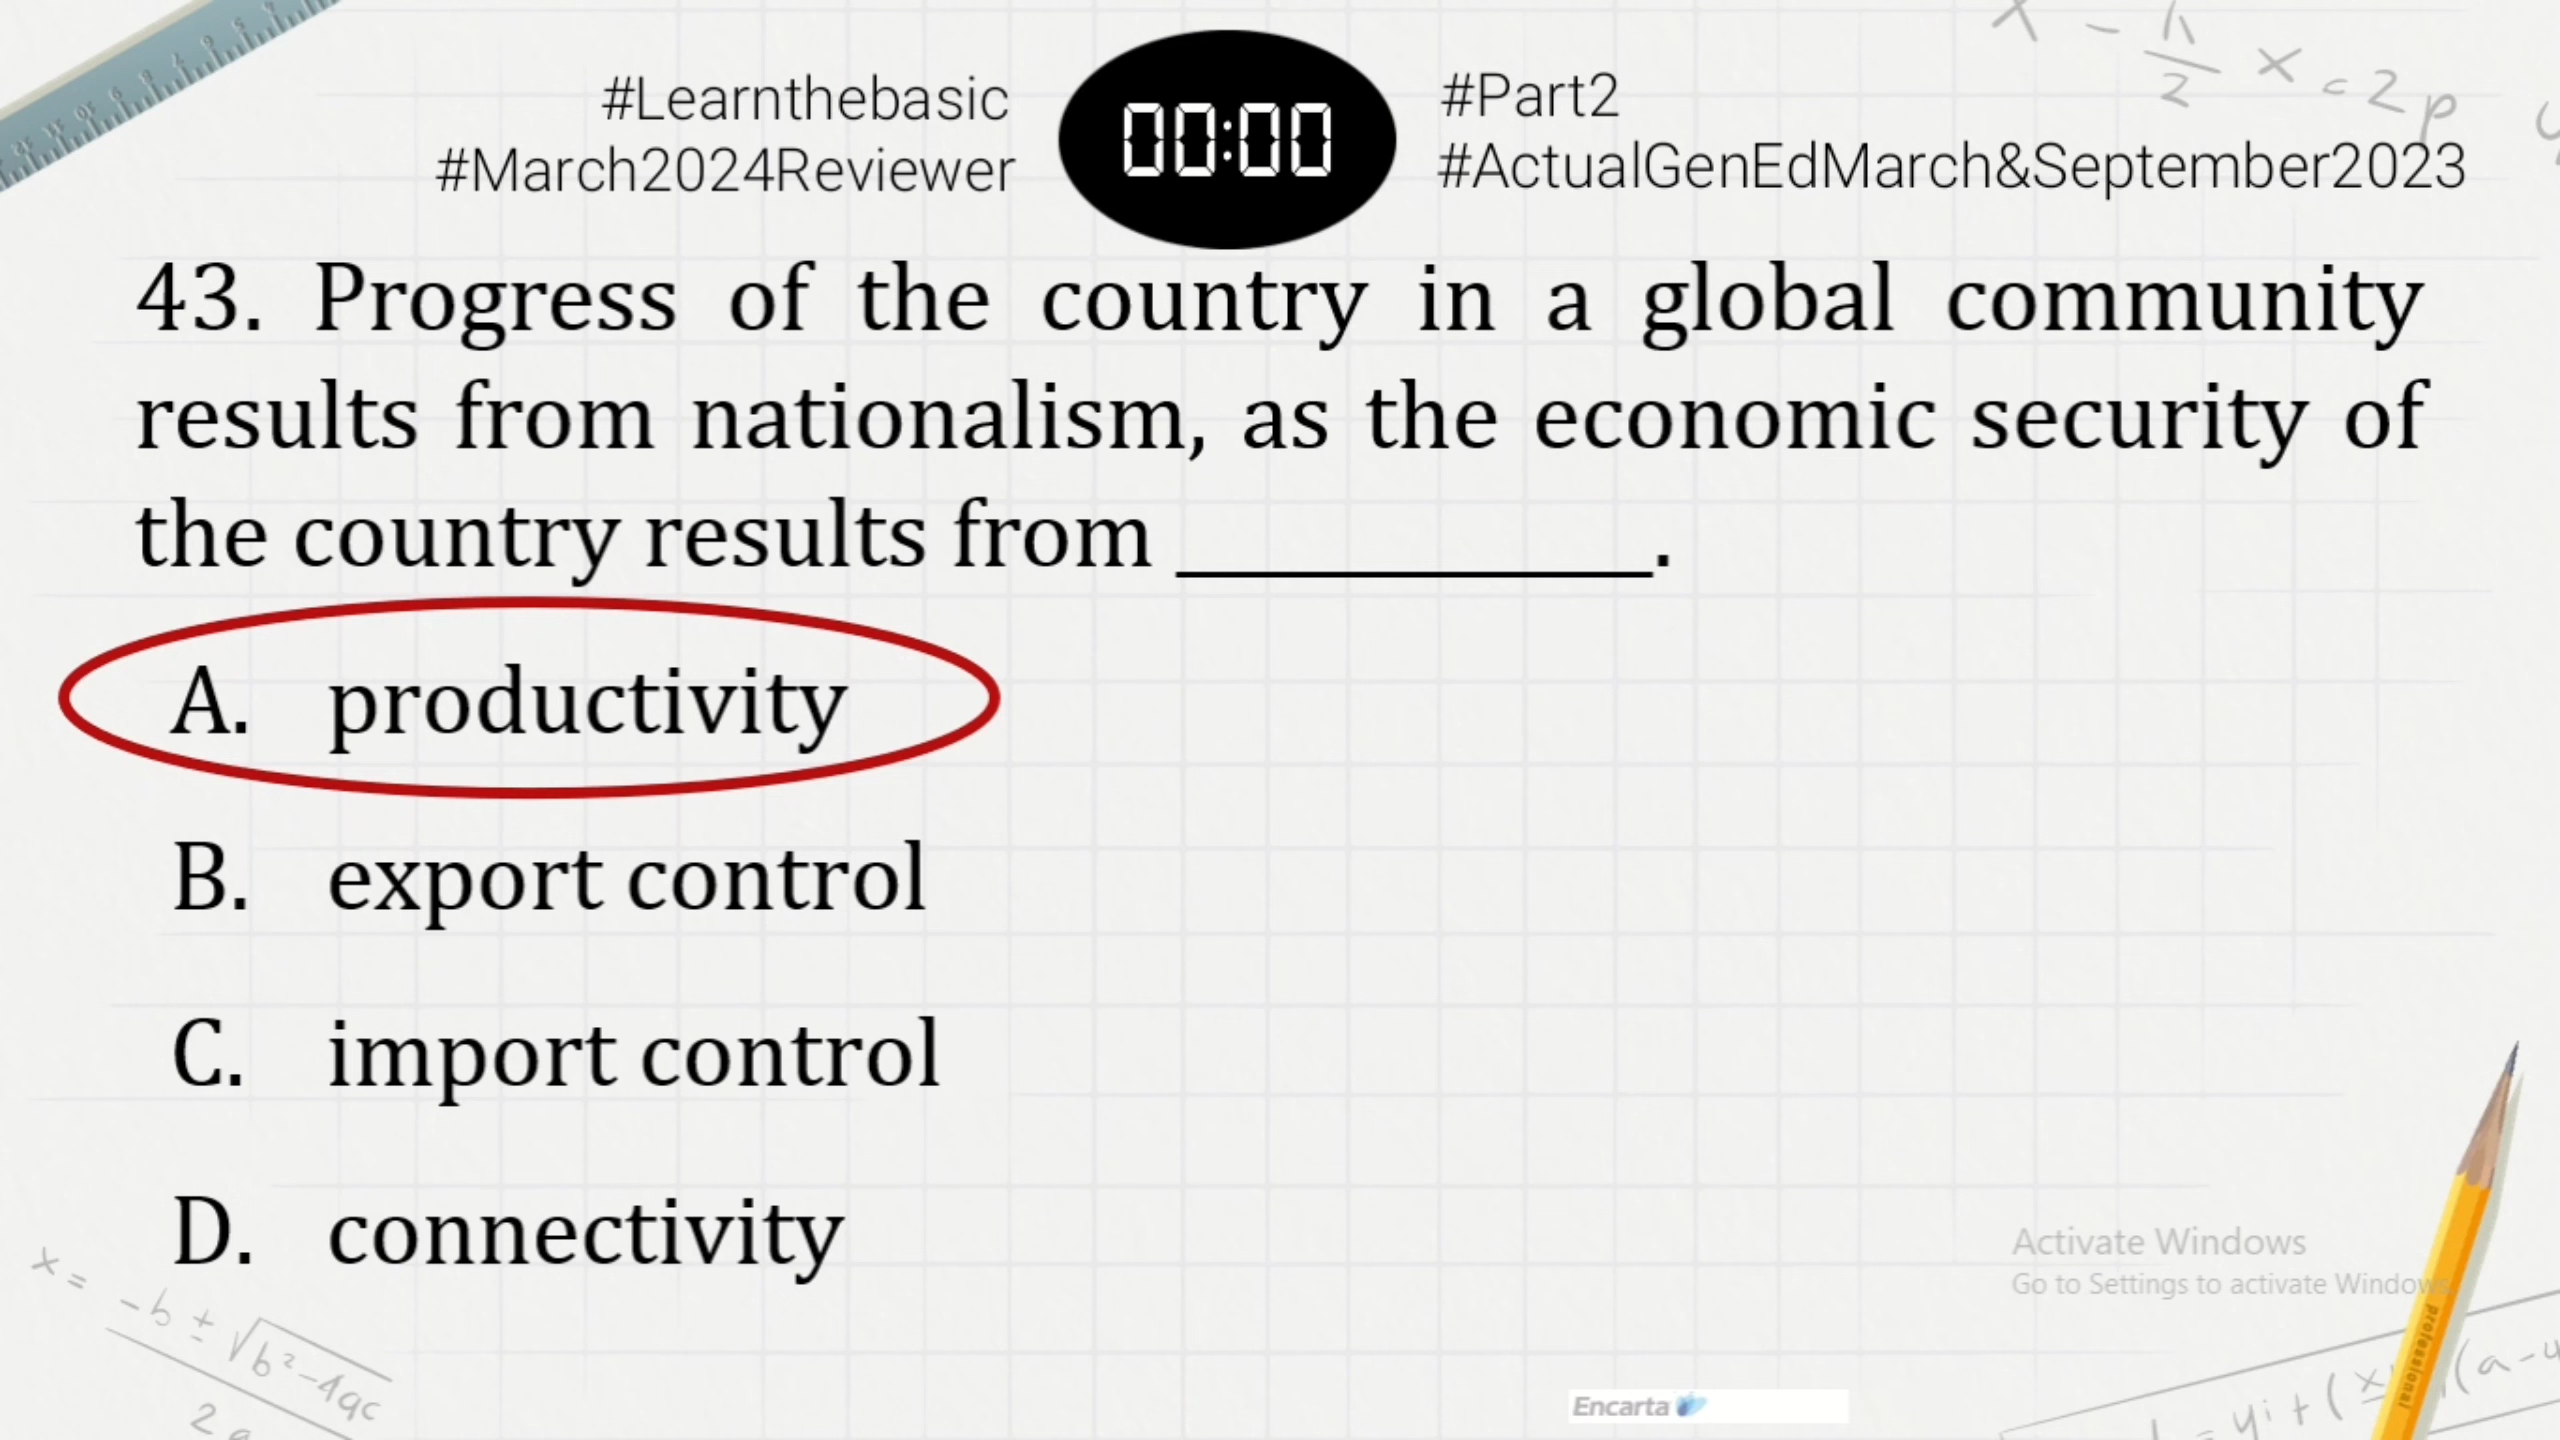 #Learnthebasic
#March2024Reviewer
00:00
#Part2
#ActualGenEdMarch&September2023
43. Progress of the country in a global community
results from nationalism, as the economic security of
the country results from ___________.
A. productivity
B. export control
C. import control
D. connectivity
Activate Windows
Go to Settings to activate Windows.
Encarta
professional